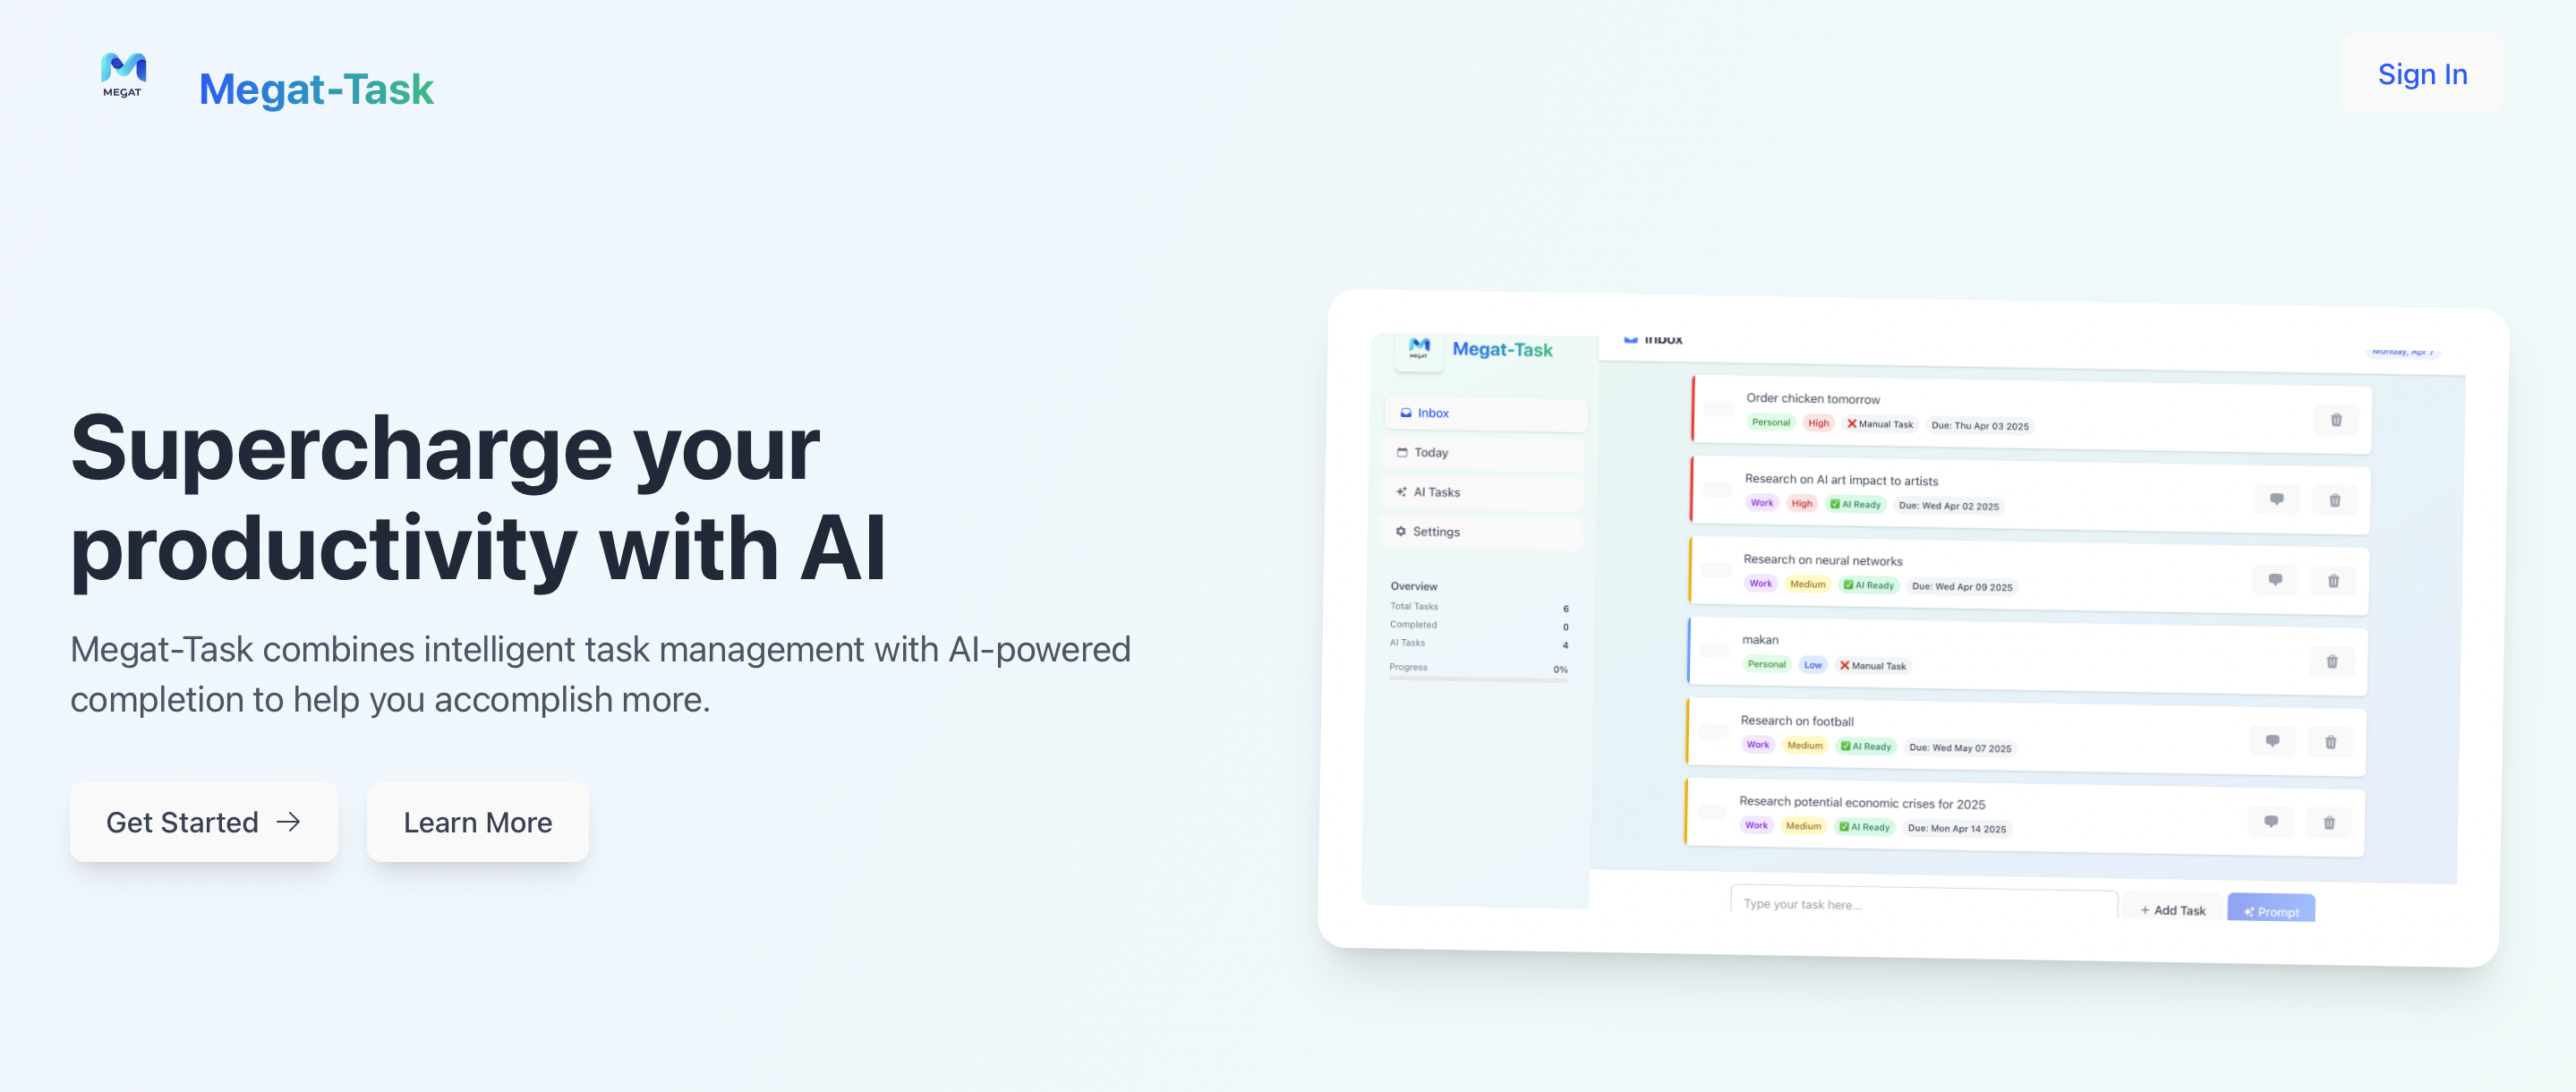 MEGAT
Megat-Task
Sign In
Supercharge your
productivity with AI
Megat-Task combines intelligent task management with AI-powered
completion to help you accomplish more.
Get Started →
Learn More
MEGAT
Megat-Task
Inbox
Today
AI Tasks
Settings
Overview
Total Tasks 6
Completed 0
AI Tasks 4
Progress 0%
Inbox
Monday, Apr 7
Order chicken tomorrow
Personal High ❌ Manual Task Due: Thu Apr 03 2025
Research on AI art impact to artists
Work High ✅ AI Ready Due: Wed Apr 02 2025
Research on neural networks
Work Medium ✅ AI Ready Due: Wed Apr 09 2025
makan
Personal Low ❌ Manual Task
Research on football
Work Medium ✅ AI Ready Due: Wed May 07 2025
Research potential economic crises for 2025
Work Medium ✅ AI Ready Due: Mon Apr 14 2025
Type your task here...
+ Add Task
Prompt